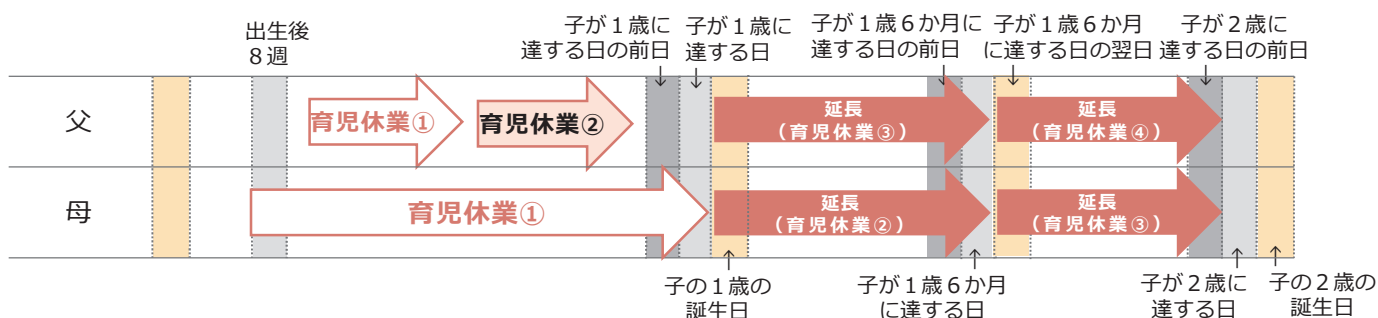 出生後
８週
子が１歳に
達する日の前日
子が１歳に
達する日
子が１歳６か月に
達する日の前日
子が１歳６か月
に達する日の翌日
子が２歳に
達する日の前日
↓
↓
↓
↓
↓
父
育児休業①
育児休業②
延長
（育児休業③）
延長
（育児休業④）
母
育児休業①
延長
（育児休業②）
延長
（育児休業③）
↑
↑
↑
↑
子の１歳の
誕生日
子が１歳６か月
に達する日
子が２歳に
達する日
子の２歳の
誕生日